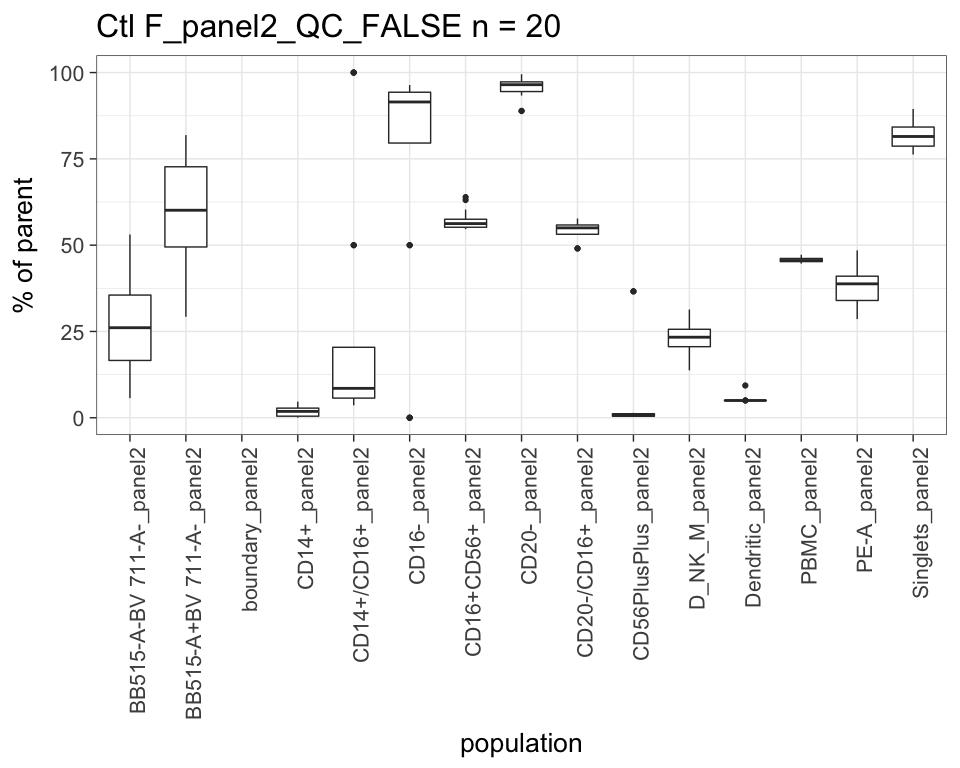 Ctl F_panel2_QC_FALSE n = 20
% of parent
100
75
50
25
0
BB515-A-BV 711-A-_panel2
BB515-A+BV 711-A-_panel2
boundary_panel2
CD14+_panel2
CD14+/CD16+_panel2
CD16-_panel2
CD16+CD56+_panel2
CD20-_panel2
CD20-/CD16+_panel2
CD56PlusPlus_panel2
D_NK_M_panel2
Dendritic_panel2
PBMC_panel2
PE-A_panel2
Singlets_panel2
population